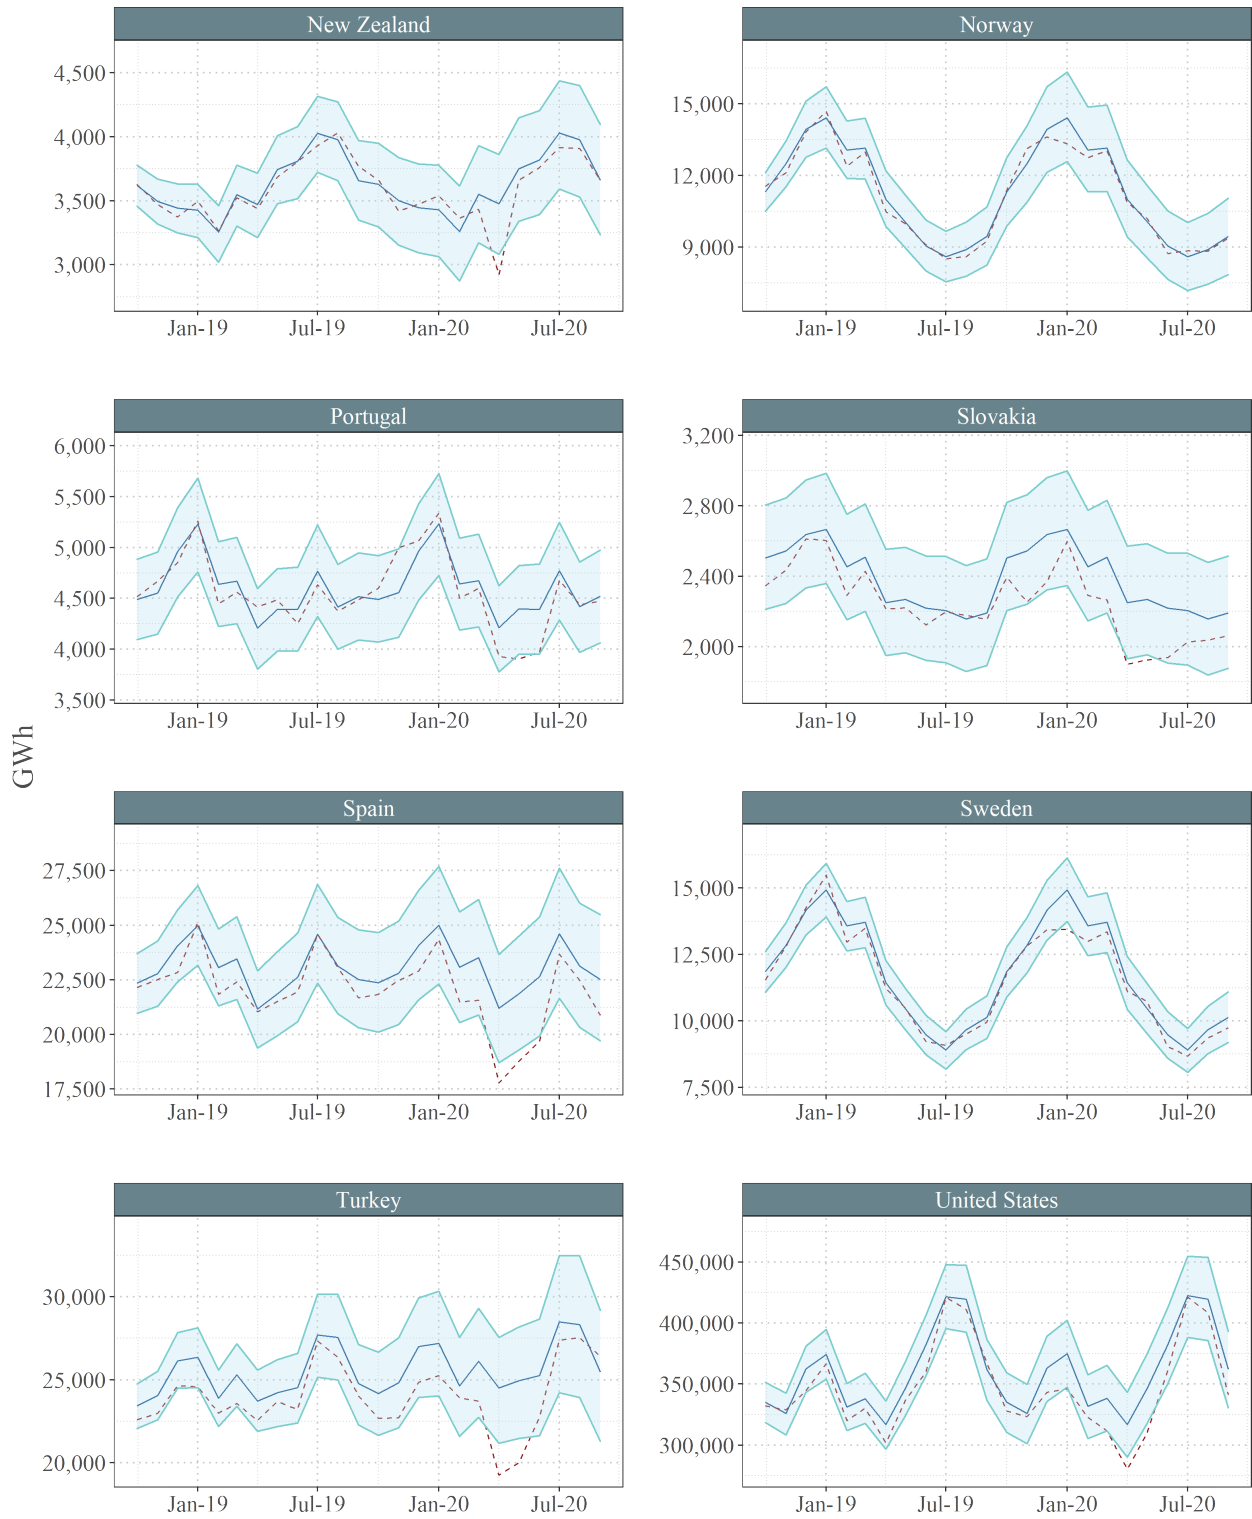 New Zealand
4,500
4,000
3,500
3,000
Jan-19 Jul-19 Jan-20 Jul-20
Norway
15,000
12,000
9,000
Jan-19 Jul-19 Jan-20 Jul-20
Portugal
6,000
5,500
5,000
4,500
4,000
3,500
Jan-19 Jul-19 Jan-20 Jul-20
Slovakia
3,200
2,800
2,400
2,000
Jan-19 Jul-19 Jan-20 Jul-20
GWh
Spain
27,500
25,000
22,500
20,000
17,500
Jan-19 Jul-19 Jan-20 Jul-20
Sweden
15,000
12,500
10,000
7,500
Jan-19 Jul-19 Jan-20 Jul-20
Turkey
30,000
25,000
20,000
Jan-19 Jul-19 Jan-20 Jul-20
United States
450,000
400,000
350,000
300,000
Jan-19 Jul-19 Jan-20 Jul-20